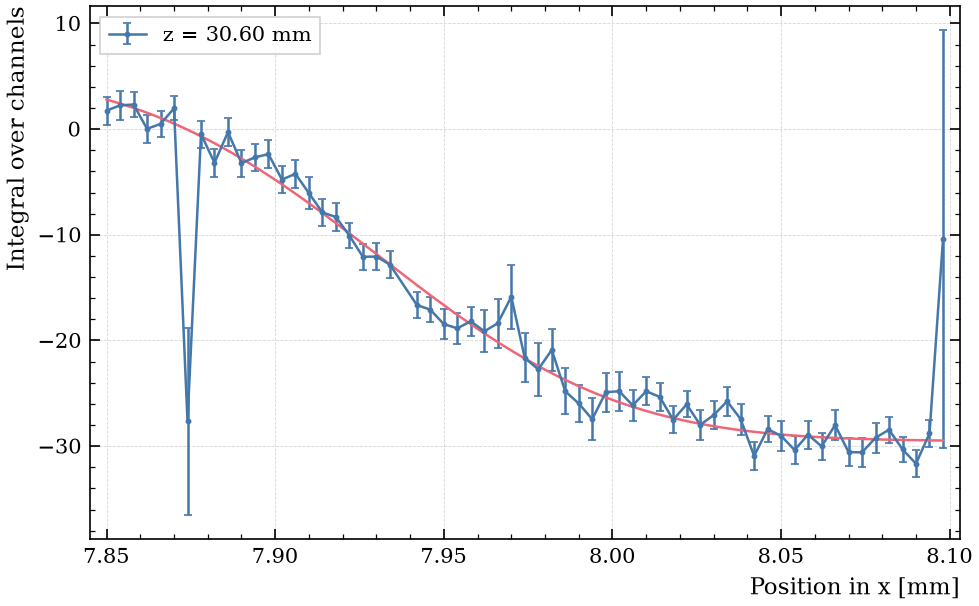 Integral over channels
z = 30.60 mm
10
0
−10
−20
−30
7.85 7.90 7.95 8.00 8.05 8.10
Position in x [mm]